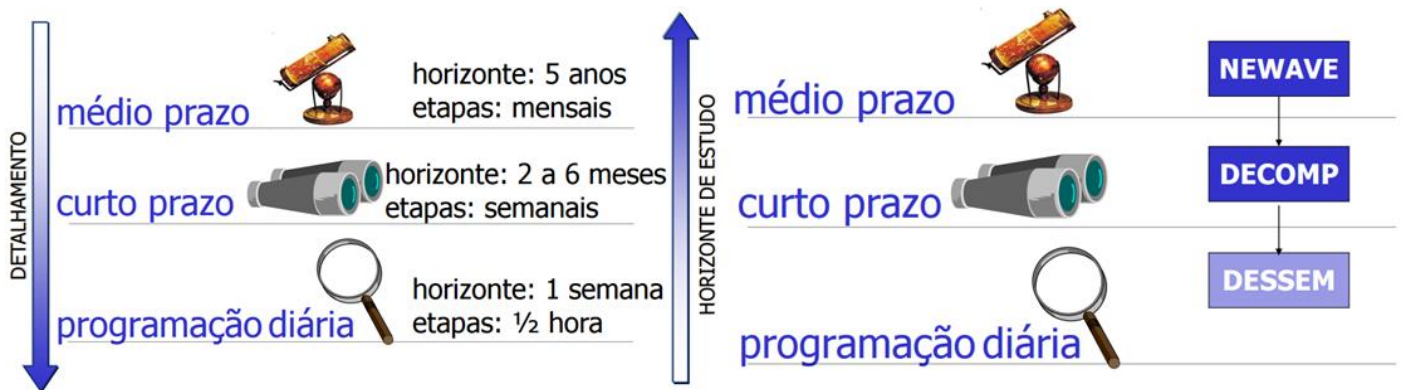 DETALHAMENTO
médio prazo
horizonte: 5 anos
etapas: mensais
curto prazo
horizonte: 2 a 6 meses
etapas: semanais
programação diária
horizonte: 1 semana
etapas: ½ hora
HORIZONTE DE ESTUDO
médio prazo
NEWAVE
curto prazo
DECOMP
programação diária
DESSEM